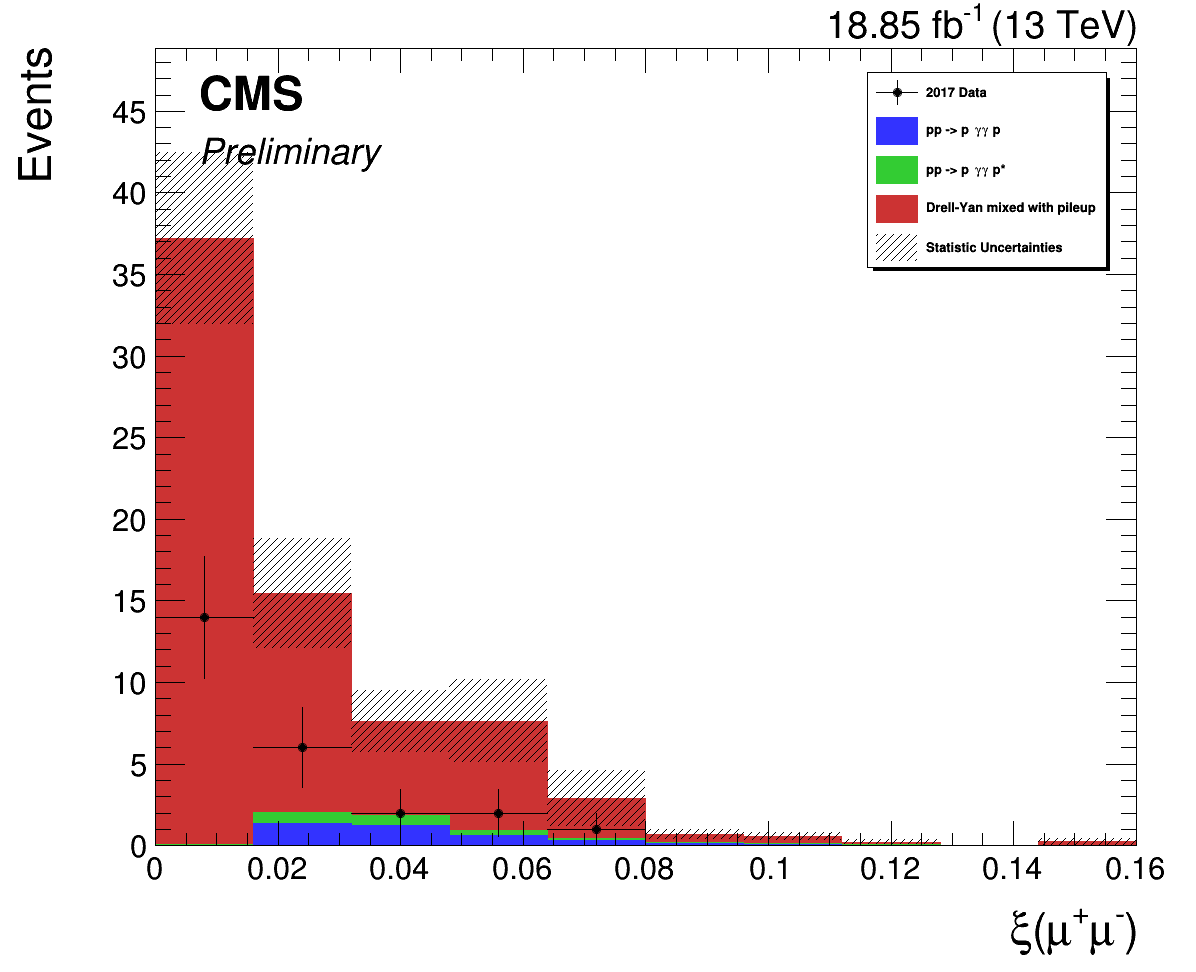 18.85 fb⁻¹ (13 TeV)
Events
CMS
Preliminary
2017 Data
pp -> p γγ p
pp -> p γγ p*
Drell-Yan mixed with pileup
Statistic Uncertainties
45
40
35
30
25
20
15
10
5
0
0 0.02 0.04 0.06 0.08 0.1 0.12 0.14 0.16
ξ(μ⁺μ⁻)